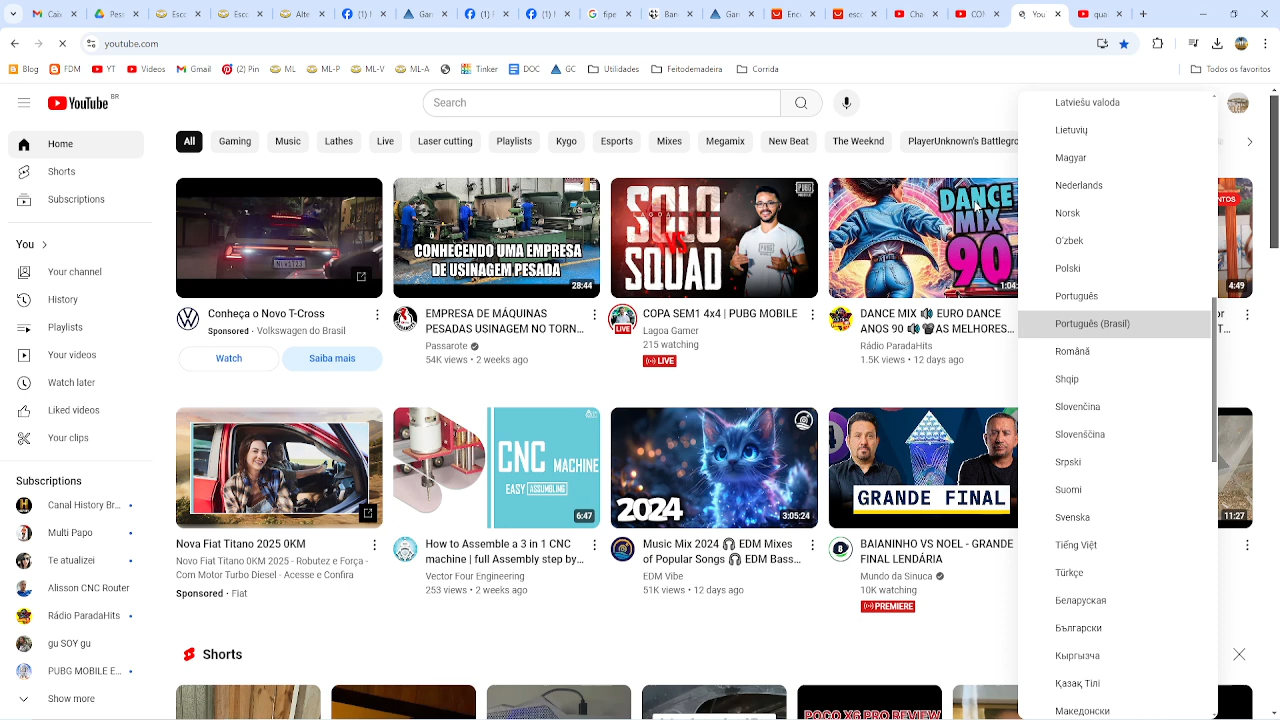 youtube.com
Blog
FDM
YT
Videos
Gmail
(2) Pin
ML
ML-P
ML-V
ML-A
Tinker
DOC
GC
Utilidades
Feitodemadeira
Corrida
Todos os favoritos
YouTube BR
Search
Home
Shorts
Subscriptions
You
Your channel
History
Playlists
Your videos
Watch later
Liked videos
Your clips
Subscriptions
Canal History Br...
Multi Papo
Te atualizei
Alisson CNC Router
Rádio ParadaHits
gu SOY gu
PUBG MOBILE E...
Show more
All
Gaming
Music
Lathes
Live
Laser cutting
Playlists
Kygo
Esports
Mixes
Megamix
New Beat
The Weeknd
PlayerUnknown's Battlegro
Conheça o Novo T-Cross
Sponsored · Volkswagen do Brasil
Watch
Saiba mais
CONHECENDO UMA EMPRESA
DE USINAGEM PESADA
28:44
EMPRESA DE MÁQUINAS
PESADAS USINAGEM NO TORN...
Passarote
54K views • 2 weeks ago
SOLO
VS
SQUAD
PUBG
LIVE
COPA SEM1 4x4 | PUBG MOBILE
Lagoa Gamer
215 watching
LIVE
DANCE
MIX
90
1:04:
DANCE MIX 🔊 EURO DANCE
ANOS 90 🔊 📽 AS MELHORES...
Rádio ParadaHits
1.5K views • 12 days ago
4:49
Nova Fiat Titano 2025 0KM
Novo Fiat Titano 0KM 2025 - Robutez e Força -
Com Motor Turbo Diesel - Acesse e Confira
Sponsored · Fiat
CNC MACHINE
EASY ASSEMBLING
6:47
How to Assemble a 3 in 1 CNC
machine | full Assembly step by...
Vector Four Engineering
253 views • 2 weeks ago
2024
3:05:24
Music Mix 2024 🎧 EDM Mixes
of Popular Songs 🎧 EDM Bass...
EDM Vibe
51K views • 12 days ago
GRANDE FINAL
BAIANINHO VS NOEL - GRANDE
FINAL LENDÁRIA
Mundo da Sinuca
10K watching
PREMIERE
11:27
Shorts
POCO X6 PRO REVIEW
Latviešu valoda
Lietuvių
Magyar
Nederlands
Norsk
O‘zbek
Polski
Português
Português (Brasil)
Română
Shqip
Slovenčina
Slovenščina
Srpski
Suomi
Svenska
Tiếng Việt
Türkçe
Беларуская
Български
Кыргызча
Қазақ Тілі
Македонски